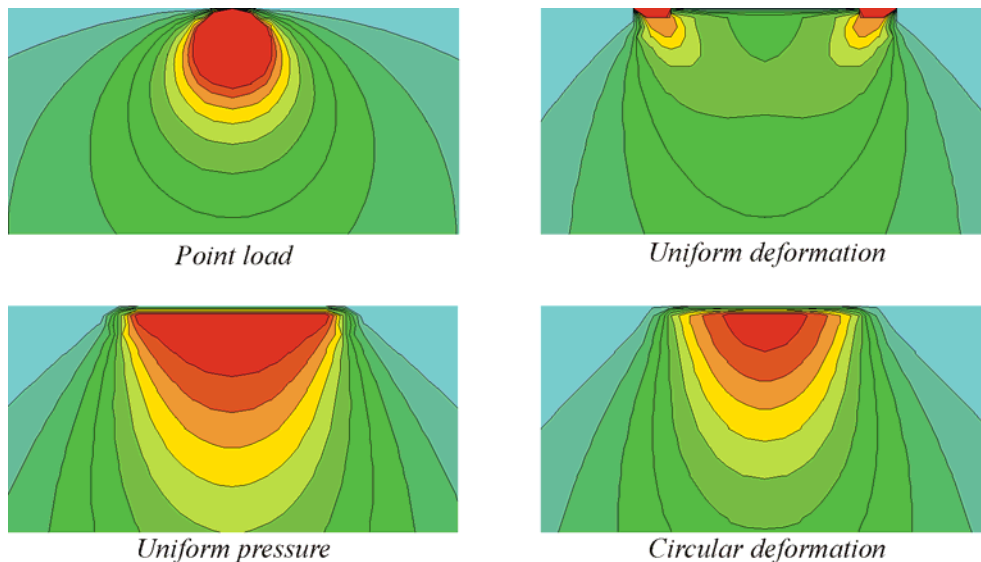 Point load
Uniform deformation
Uniform pressure
Circular deformation